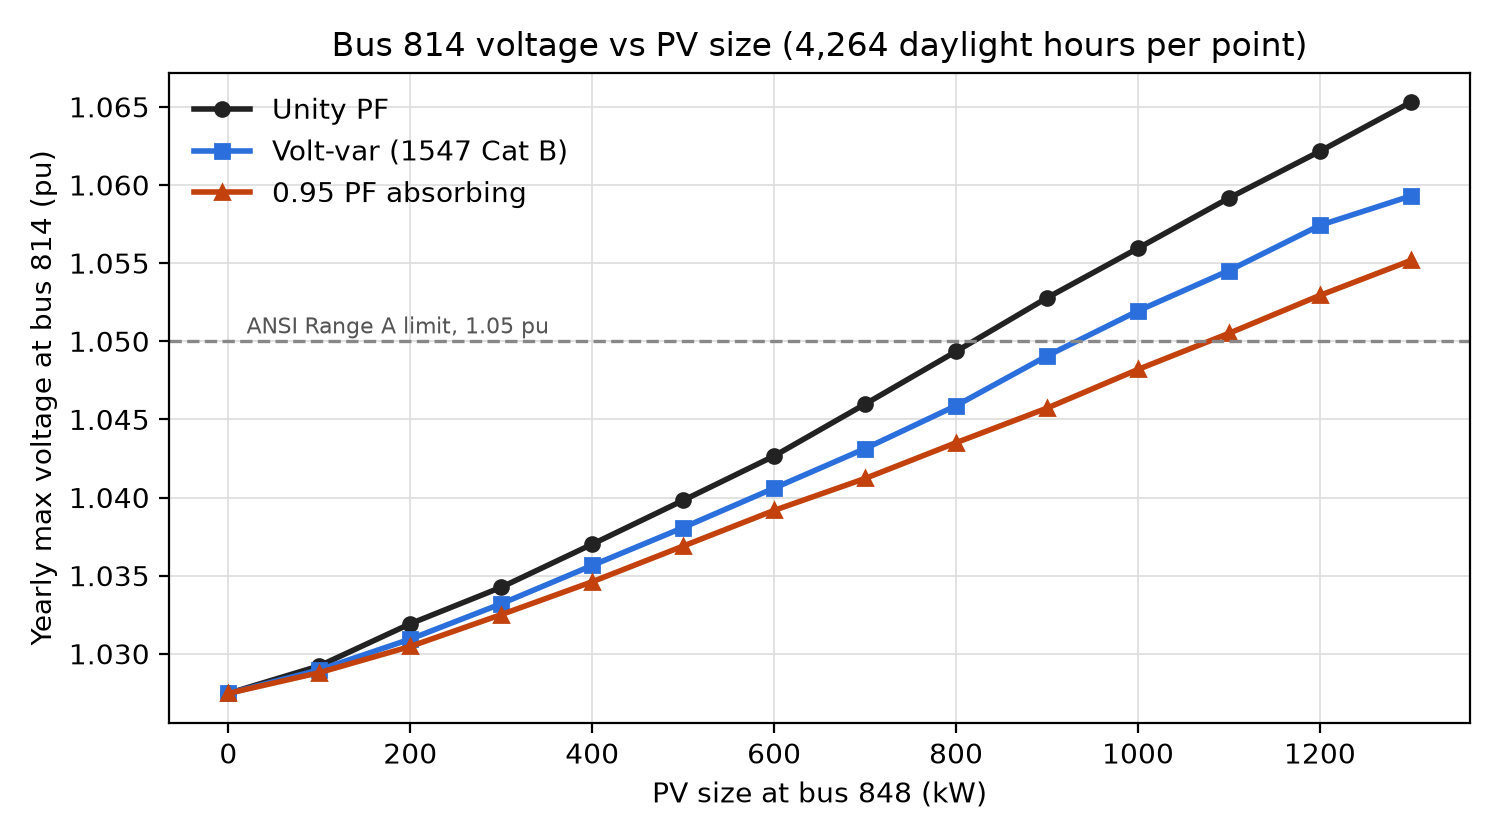 Bus 814 voltage vs PV size (4,264 daylight hours per point)
Yearly max voltage at bus 814 (pu)
1.065
1.060
1.055
1.050
1.045
1.040
1.035
1.030
Unity PF
Volt-var (1547 Cat B)
0.95 PF absorbing
ANSI Range A limit, 1.05 pu
0 200 400 600 800 1000 1200
PV size at bus 848 (kW)